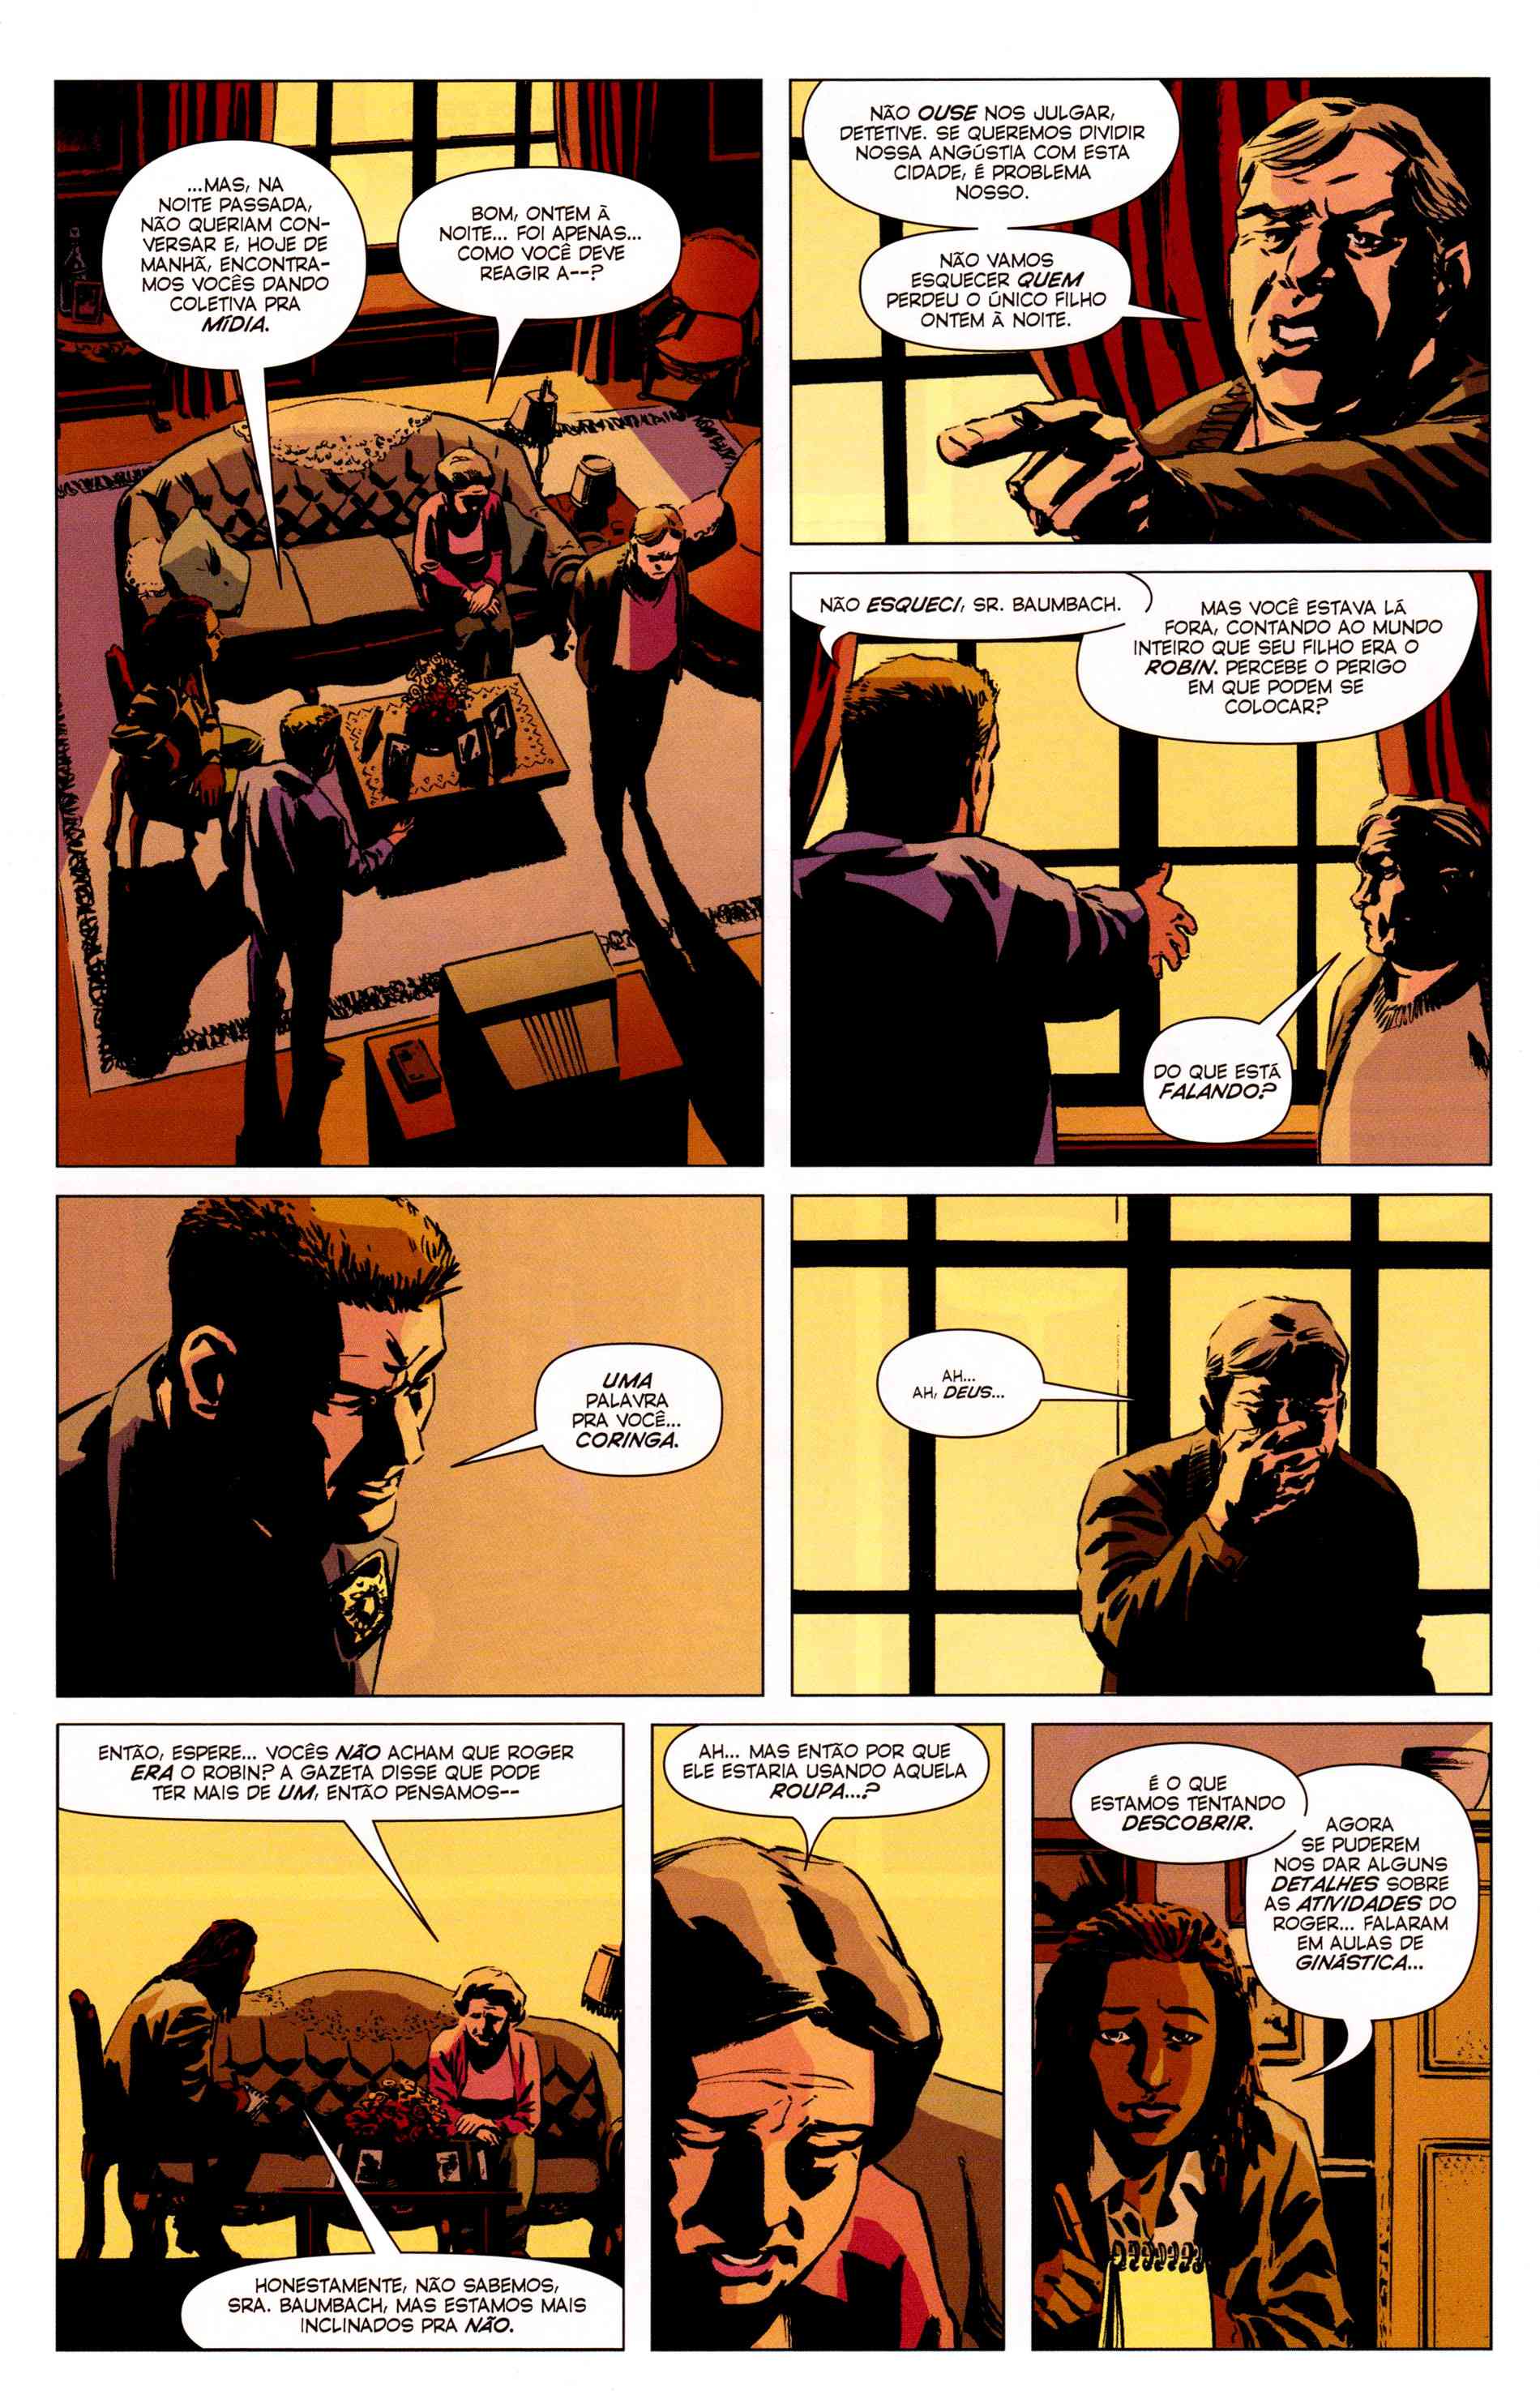 ...MAS, NA
NOITE PASSADA,
NÃO QUERIAM CON-
VERSAR E, HOJE DE
MANHÃ, ENCONTRA-
MOS VOCÊS DANDO
COLETIVA PRA
MÍDIA.
BOM, ONTEM À
NOITE... FOI APENAS...
COMO VOCÊ DEVE
REAGIR A--?
NÃO OUSE NOS JULGAR,
DETETIVE. SE QUEREMOS DIVIDIR
NOSSA ANGÚSTIA COM ESTA
CIDADE, É PROBLEMA
NOSSO.
NÃO VAMOS
ESQUECER QUEM
PERDEU O ÚNICO FILHO
ONTEM À NOITE.
NÃO ESQUECI, SR. BAUMBACH.
MAS VOCÊ ESTAVA LÁ
FORA, CONTANDO AO MUNDO
INTEIRO QUE SEU FILHO ERA O
ROBIN. PERCEBE O PERIGO
EM QUE PODEM SE
COLOCAR?
DO QUE ESTÁ
FALANDO?
UMA
PALAVRA
PRA VOCÊ...
CORINGA.
AH...
AH, DEUS...
ENTÃO, ESPERE... VOCÊS NÃO ACHAM QUE ROGER
ERA O ROBIN? A GAZETA DISSE QUE PODE
TER MAIS DE UM, ENTÃO PENSAMOS--
HONESTAMENTE, NÃO SABEMOS,
SRA. BAUMBACH, MAS ESTAMOS MAIS
INCLINADOS PRA NÃO.
AH... MAS ENTÃO POR QUE
ELE ESTARIA USANDO AQUELA
ROUPA...?
É O QUE
ESTAMOS TENTANDO
DESCOBRIR.
AGORA
SE PUDEREM
NOS DAR ALGUNS
DETALHES SOBRE
AS ATIVIDADES DO
ROGER... FALARAM
EM AULAS DE
GINÁSTICA...